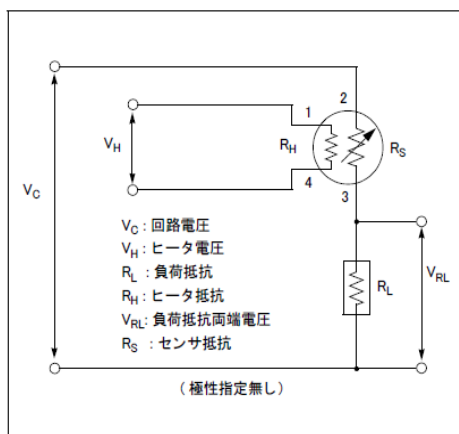 1
2
V_H
R_H
R_S
4
3
V_C
V_C : 回路電圧
V_H : ヒータ電圧
R_L : 負荷抵抗
R_H : ヒータ抵抗
V_RL: 負荷抵抗両端電圧
R_S : センサ抵抗
R_L
V_RL
(極性指定無し)